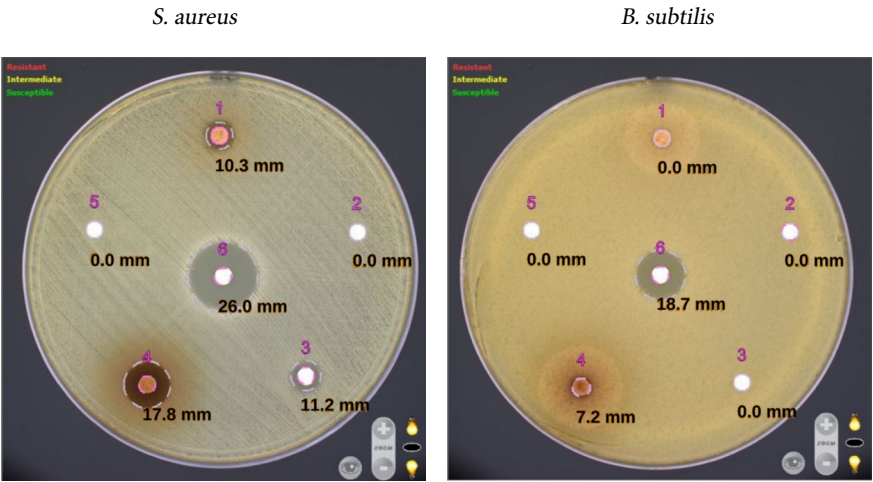 S. aureus
B. subtilis
Resistant
Intermediate
Susceptible
1
10.3 mm
5
0.0 mm
2
0.0 mm
6
26.0 mm
4
17.8 mm
3
11.2 mm
ZOOM
Resistant
Intermediate
Susceptible
1
0.0 mm
5
0.0 mm
2
0.0 mm
6
18.7 mm
4
7.2 mm
3
0.0 mm
ZOOM